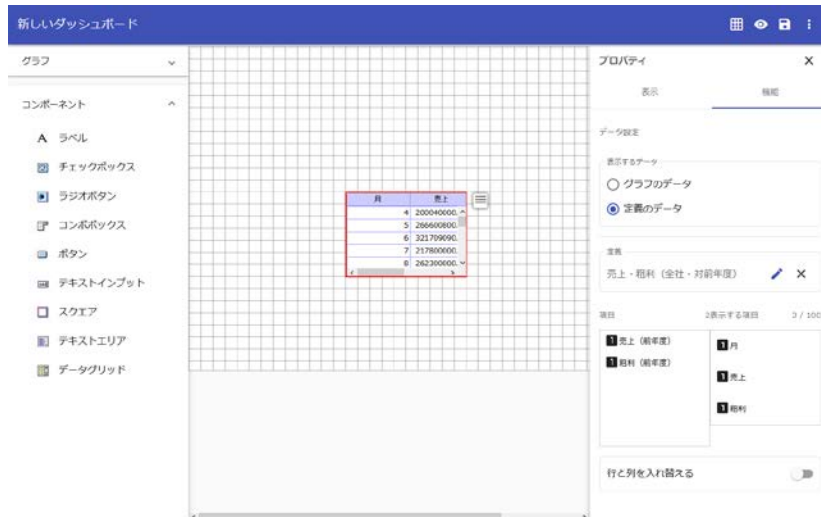 新しいダッシュボード
グラフ
コンポーネント
A ラベル
チェックボックス
ラジオボタン
コンボボックス
ボタン
テキストインプット
スクエア
テキストエリア
データグリッド
月 売上
4 200040000.
5 266600800.
6 321709090.
7 217800000.
8 262300000.
プロパティ
表示 機能
データ設定
表示するデータ
グラフのデータ
定義のデータ
定義
売上・粗利（全社・対前年度）
項目 2表示する項目 3 / 100
1 売上（前年度）
1 粗利（前年度）
1 月
1 売上
1 粗利
行と列を入れ替える